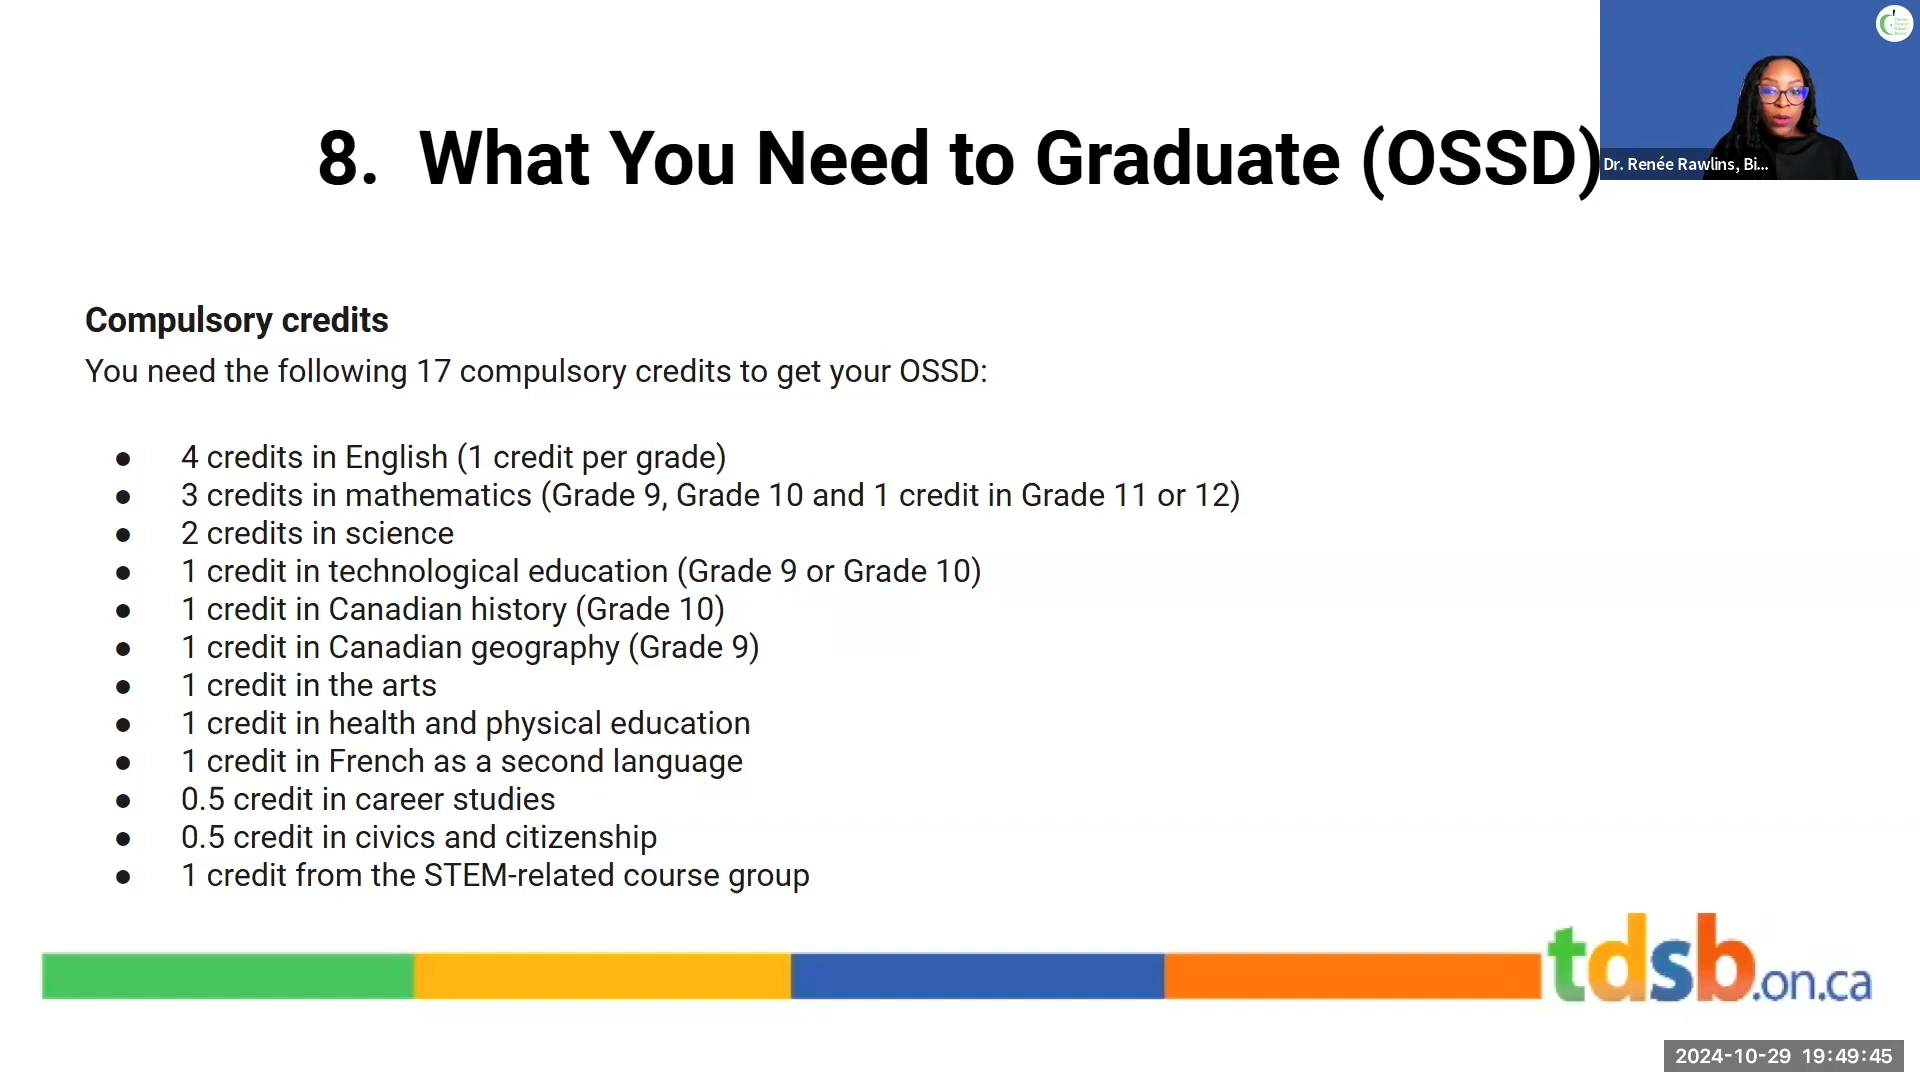 8. What You Need to Graduate (OSSD)
Dr. Renée Rawlins, Bi...
Compulsory credits
You need the following 17 compulsory credits to get your OSSD:
● 4 credits in English (1 credit per grade)
● 3 credits in mathematics (Grade 9, Grade 10 and 1 credit in Grade 11 or 12)
● 2 credits in science
● 1 credit in technological education (Grade 9 or Grade 10)
● 1 credit in Canadian history (Grade 10)
● 1 credit in Canadian geography (Grade 9)
● 1 credit in the arts
● 1 credit in health and physical education
● 1 credit in French as a second language
● 0.5 credit in career studies
● 0.5 credit in civics and citizenship
● 1 credit from the STEM-related course group
tdsb.on.ca
2024-10-29 19:49:45